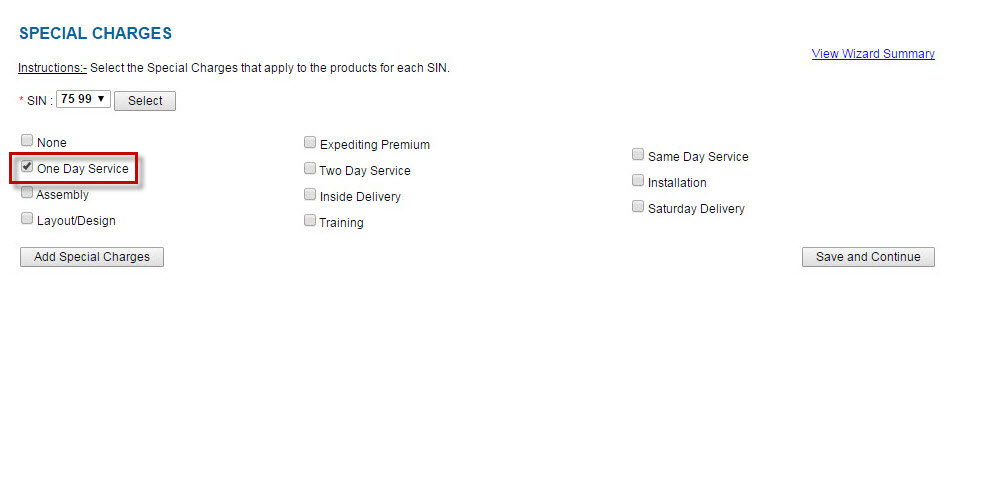 SPECIAL CHARGES
View Wizard Summary
Instructions:- Select the Special Charges that apply to the products for each SIN.
* SIN : 75 99 Select
None
One Day Service
Assembly
Layout/Design
Expediting Premium
Two Day Service
Inside Delivery
Training
Same Day Service
Installation
Saturday Delivery
Add Special Charges
Save and Continue